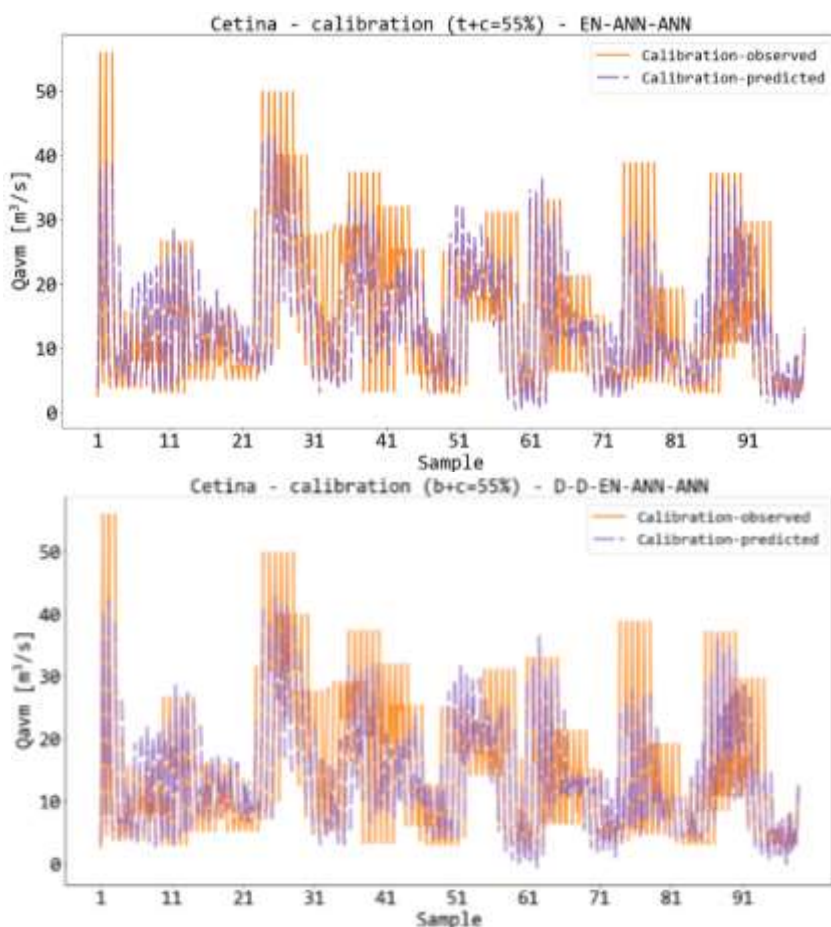 Cetina - calibration (t+c=55%) - EN-ANN-ANN
Calibration-observed
Calibration-predicted
Qavm [m³/s]
50
40
30
20
10
0
1 11 21 31 41 51 61 71 81 91
Sample
Cetina - calibration (b+c=55%) - D-D-EN-ANN-ANN
Calibration-observed
Calibration-predicted
Qavm [m³/s]
50
40
30
20
10
0
1 11 21 31 41 51 61 71 81 91
Sample